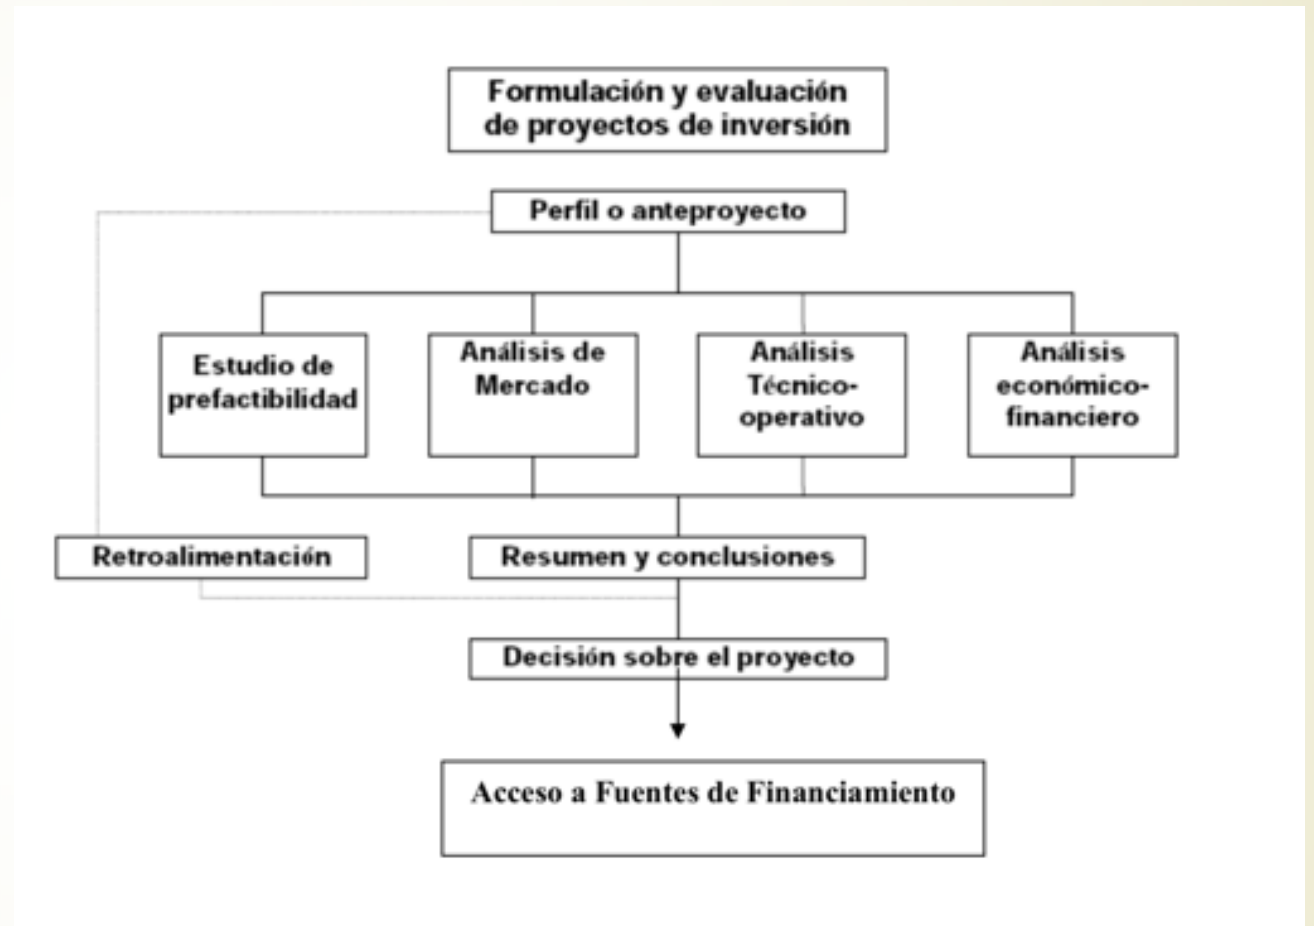 Formulación y evaluación
de proyectos de inversión
Perfil o anteproyecto
Estudio de
prefactibilidad
Análisis de
Mercado
Análisis
Técnico-
operativo
Análisis
económico-
financiero
Retroalimentación
Resumen y conclusiones
Decisión sobre el proyecto
Acceso a Fuentes de Financiamiento